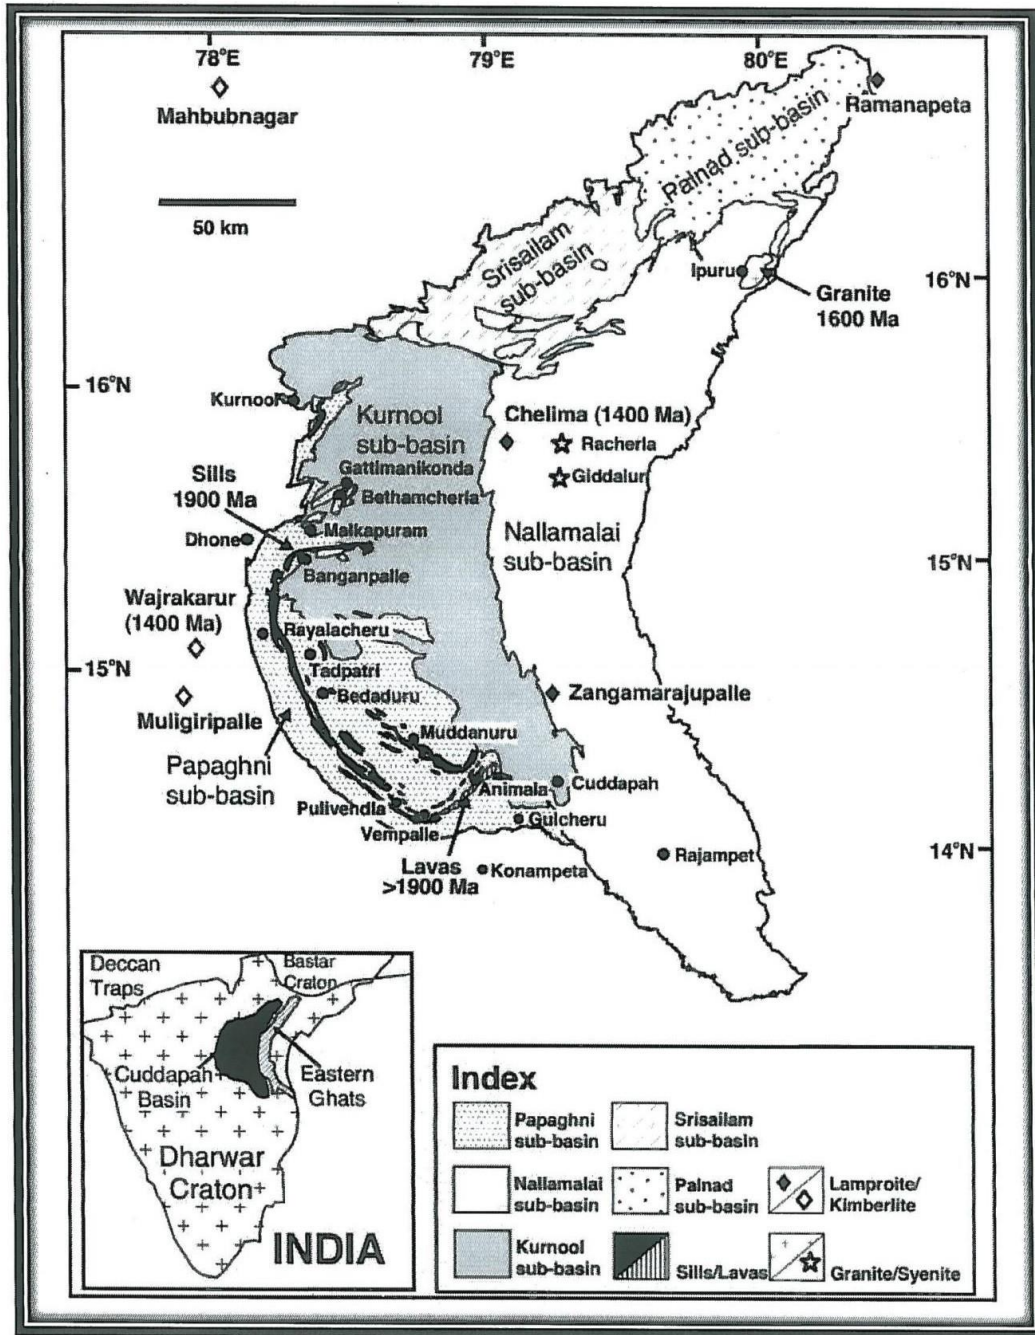 78°E
79°E
80°E
Mahbubnagar
50 km
Ramanapeta
Palnad sub-basin
Srisailam
sub-basin
Ipuru
16°N
Granite
1600 Ma
16°N
Kurnool
Kurnool
sub-basin
Chelima (1400 Ma)
Racherla
Giddalur
Gattimanikonda
Bethamcherla
Sills
1900 Ma
Malkapuram
Dhone
Nallamalai
sub-basin
15°N
Banganpalle
Wajrakarur
(1400 Ma)
Rayalacheru
15°N
Tadpatri
Bedaduru
Zangamarajupalle
Muligiripalle
Muddanuru
Papaghni
sub-basin
Animala
Cuddapah
Pulivendla
Gulcheru
Vempalle
Lavas
>1900 Ma
Konampeta
Rajampet
14°N
Deccan
Traps
Bastar
Craton
Cuddapah
Basin
Eastern
Ghats
Dharwar
Craton
INDIA
Index
Papaghni
sub-basin
Srisailam
sub-basin
Nallamalai
sub-basin
Palnad
sub-basin
Lamproite/
Kimberlite
Kurnool
sub-basin
Sills/Lavas
Granite/Syenite